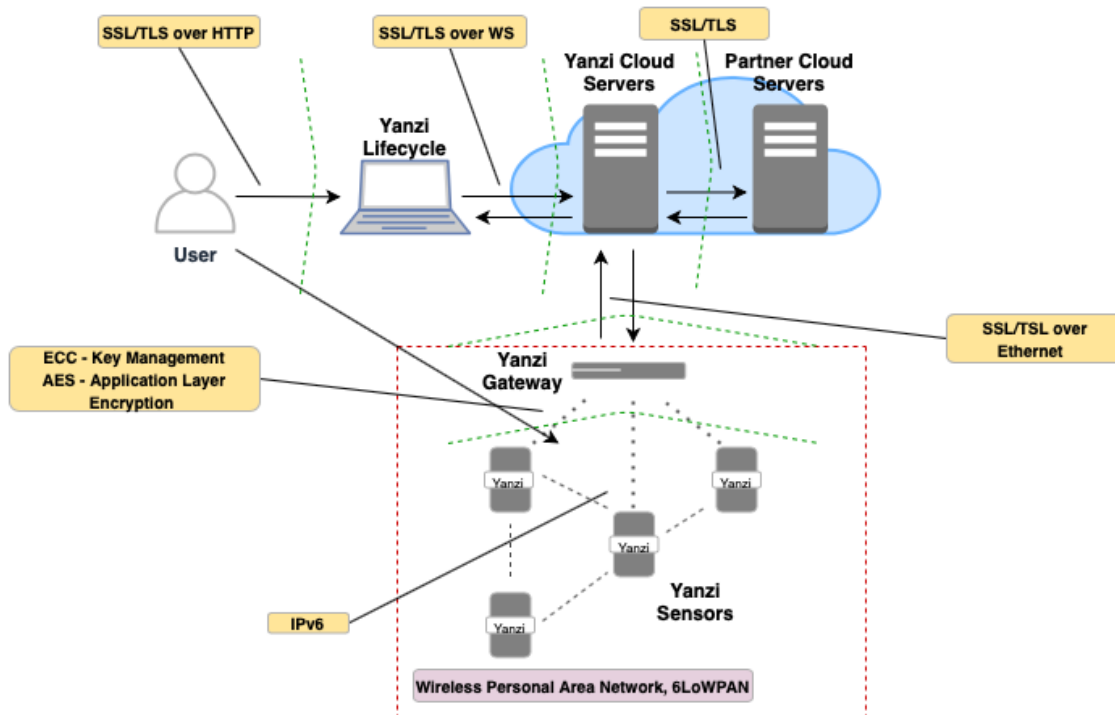 SSL/TLS over HTTP
SSL/TLS over WS
SSL/TLS
Yanzi Cloud
Servers
Partner Cloud
Servers
Yanzi
Lifecycle
User
SSL/TSL over
Ethernet
ECC - Key Management
AES - Application Layer
Encryption
Yanzi
Gateway
Yanzi
Yanzi
Yanzi
Yanzi
Sensors
IPv6
Yanzi
Wireless Personal Area Network, 6LoWPAN